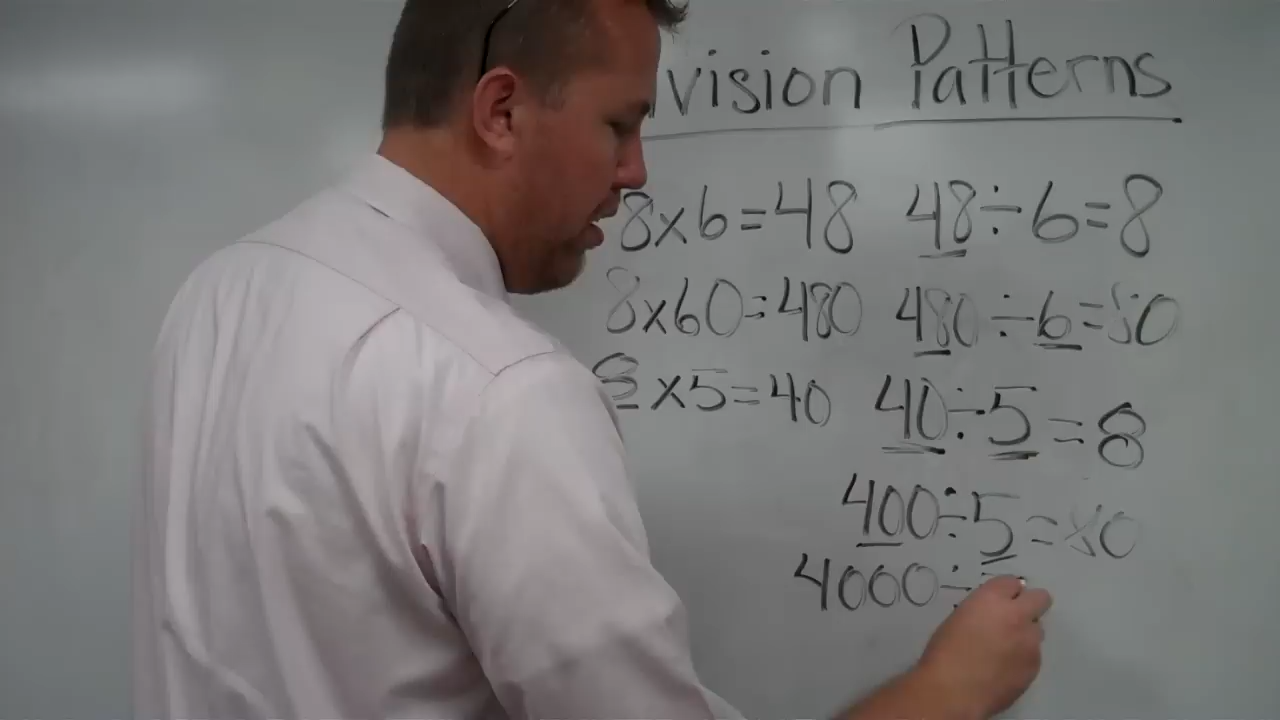 vision Patterns
8x6=48 48÷6=8
8x60=480 480÷6=80
8x5=40 40÷5=8
400÷5=80
4000÷